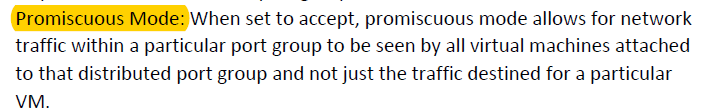 Promiscuous Mode: When set to accept, promiscuous mode allows for network
traffic within a particular port group to be seen by all virtual machines attached
to that distributed port group and not just the traffic destined for a particular
VM.